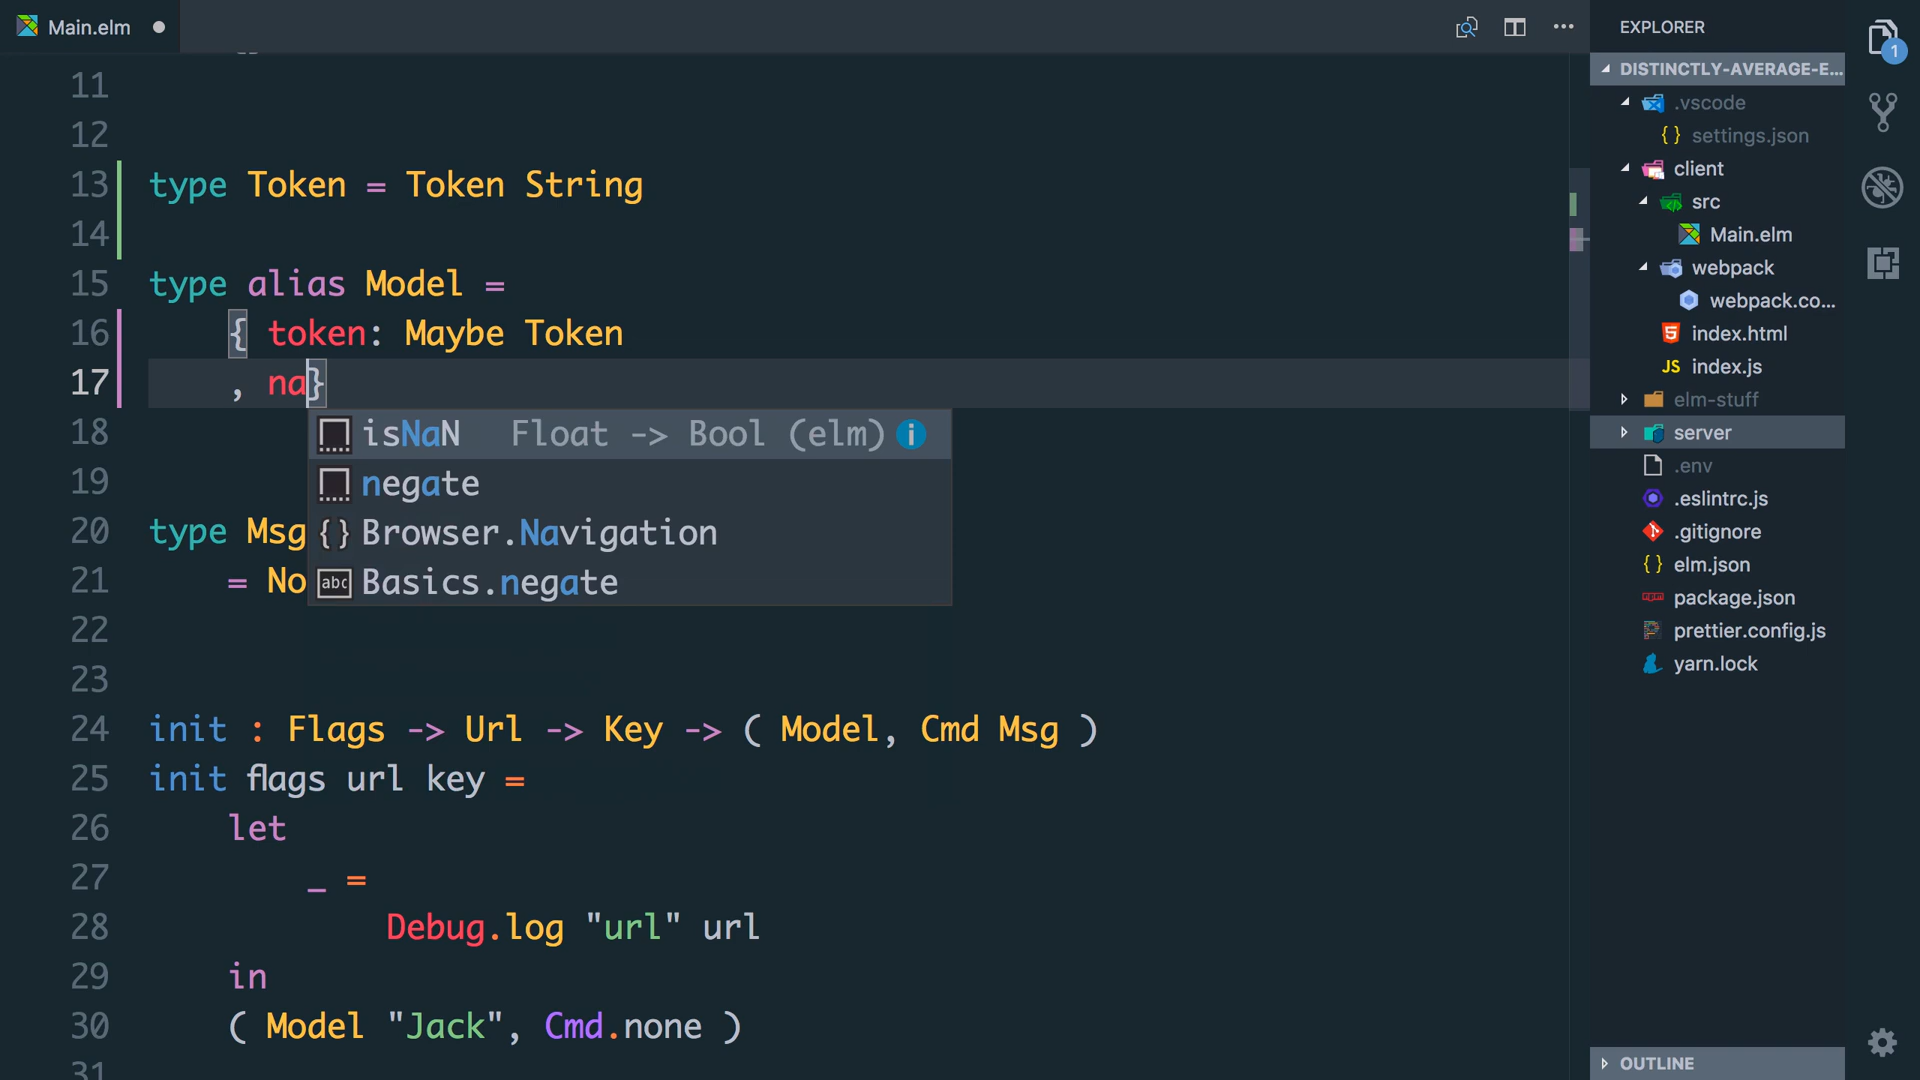 Main.elm
11
12
13 type Token = Token String
14
15 type alias Model =
16 { token: Maybe Token
17 , na}
18
19
20 type Msg
21 = No
22
23
24 init : Flags -> Url -> Key -> ( Model, Cmd Msg )
25 init flags url key =
26 let
27 _ =
28 Debug.log "url" url
29 in
30 ( Model "Jack", Cmd.none )
31
isNaN Float -> Bool (elm) i
negate
{} Browser.Navigation
abc Basics.negate
EXPLORER
DISTINCTLY-AVERAGE-E...
.vscode
{ } settings.json
client
src
Main.elm
webpack
webpack.co...
index.html
JS index.js
elm-stuff
server
.env
.eslintrc.js
.gitignore
{ } elm.json
package.json
prettier.config.js
yarn.lock
OUTLINE
1